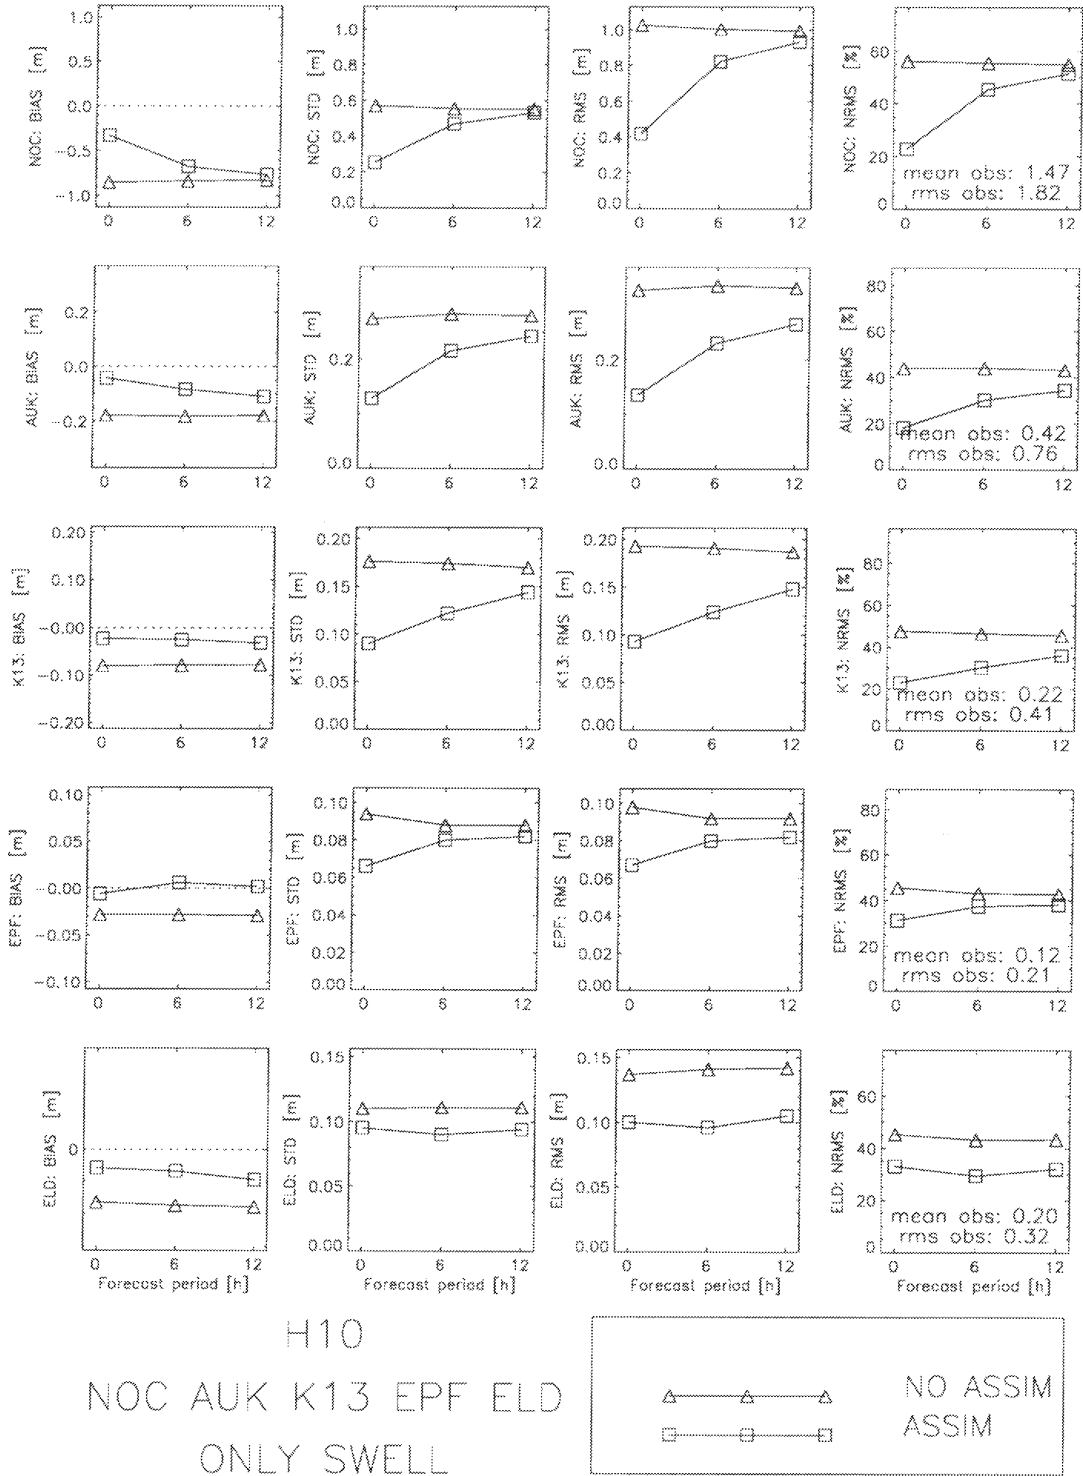 NOC: BIAS [m]
1.0
0.5
0.0
−0.5
−1.0
0 6 12
NOC: STD [m]
1.0
0.8
0.6
0.4
0.2
0.0
0 6 12
NOC: RMS [m]
1.0
0.8
0.6
0.4
0.2
0.0
0 6 12
NOC: NRMS [%]
60
40
20
0
mean obs: 1.47
rms obs: 1.82
0 6 12
AUK: BIAS [m]
0.2
0.0
−0.2
0 6 12
AUK: STD [m]
0.2
0.0
0 6 12
AUK: RMS [m]
0.2
0.0
0 6 12
AUK: NRMS [%]
80
60
40
20
0
mean obs: 0.42
rms obs: 0.76
0 6 12
K13: BIAS [m]
0.20
0.10
−0.00
−0.10
−0.20
0 6 12
K13: STD [m]
0.20
0.15
0.10
0.05
0.00
0 6 12
K13: RMS [m]
0.20
0.15
0.10
0.05
0.00
0 6 12
K13: NRMS [%]
80
60
40
20
0
mean obs: 0.22
rms obs: 0.41
0 6 12
EPF: BIAS [m]
0.10
0.05
−0.00
−0.05
−0.10
0 6 12
EPF: STD [m]
0.10
0.08
0.06
0.04
0.02
0.00
0 6 12
EPF: RMS [m]
0.10
0.08
0.06
0.04
0.02
0.00
0 6 12
EPF: NRMS [%]
80
60
40
20
0
mean obs: 0.12
rms obs: 0.21
0 6 12
ELD: BIAS [m]
0
0 6 12
Forecast period [h]
ELD: STD [m]
0.15
0.10
0.05
0.00
0 6 12
Forecast period [h]
ELD: RMS [m]
0.15
0.10
0.05
0.00
0 6 12
Forecast period [h]
ELD: NRMS [%]
60
40
20
0
mean obs: 0.20
rms obs: 0.32
0 6 12
Forecast period [h]
H10
NOC AUK K13 EPF ELD
ONLY SWELL
NO ASSIM
ASSIM